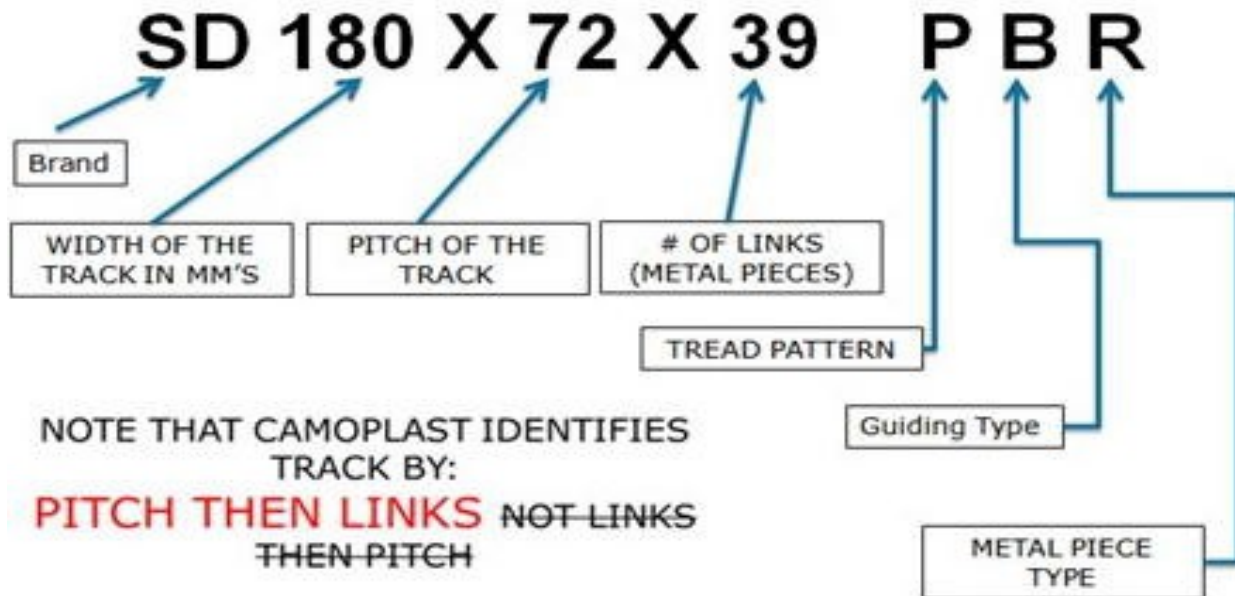 SD 180 X 72 X 39 P B R
Brand
WIDTH OF THE
TRACK IN MM'S
PITCH OF THE
TRACK
# OF LINKS
(METAL PIECES)
TREAD PATTERN
Guiding Type
NOTE THAT CAMOPLAST IDENTIFIES
TRACK BY:
PITCH THEN LINKS NOT LINKS
THEN PITCH
METAL PIECE
TYPE